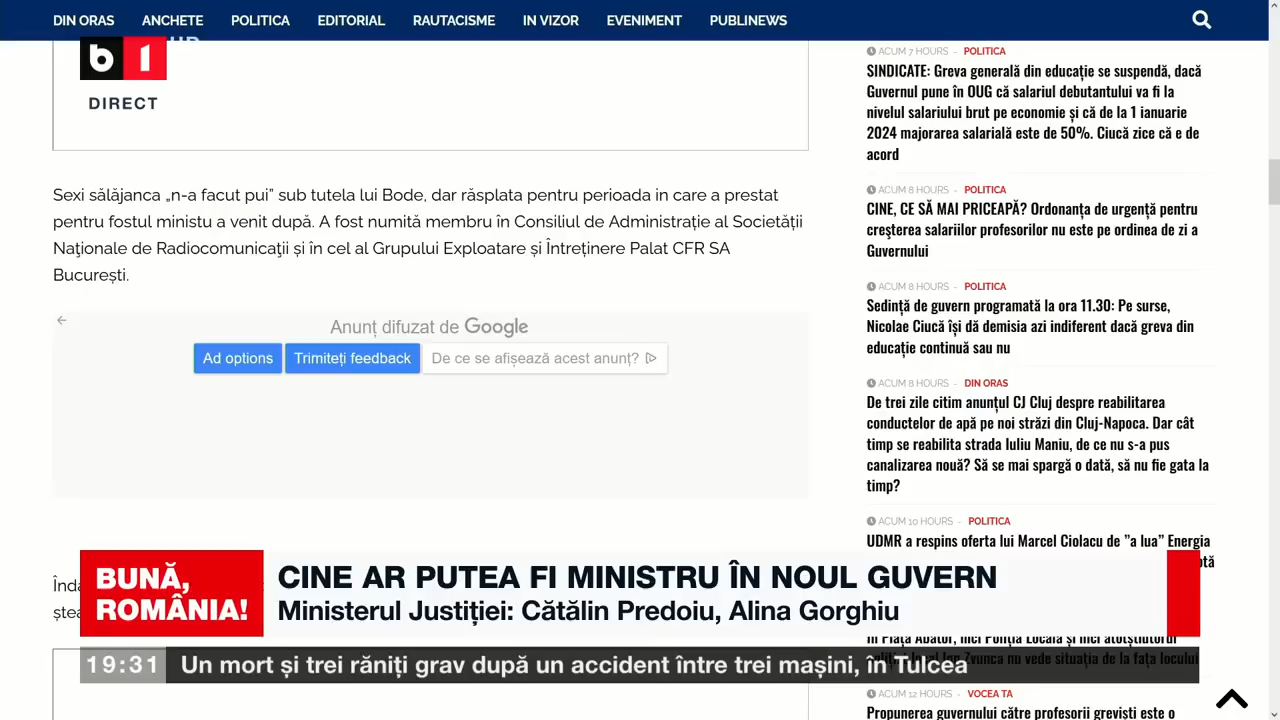 DIN ORAS ANCHETE POLITICA EDITORIAL RAUTACISME IN VIZOR EVENIMENT PUBLINEWS
b1
DIRECT
Sexi sălăjanca „n-a facut pui” sub tutela lui Bode, dar răsplata pentru perioada in care a prestat
pentru fostul ministu a venit după. A fost numită membru în Consiliul de Administrație al Societății
Naţionale de Radiocomunicaţii și în cel al Grupului Exploatare și Întreținere Palat CFR SA
București.
Anunț difuzat de Google
Ad options
Trimiteți feedback
De ce se afișează acest anunț?
ACUM 7 HOURS - POLITICA
SINDICATE: Greva generală din educație se suspendă, dacă
Guvernul pune în OUG că salariul debutantului va fi la
nivelul salariului brut pe economie și că de la 1 ianuarie
2024 majorarea salarială este de 50%. Ciucă zice că e de
acord
ACUM 8 HOURS - POLITICA
CINE, CE SĂ MAI PRICEAPĂ? Ordonanța de urgență pentru
creșterea salariilor profesorilor nu este pe ordinea de zi a
Guvernului
ACUM 8 HOURS - POLITICA
Sedință de guvern programată la ora 11.30: Pe surse,
Nicolae Ciucă își dă demisia azi indiferent dacă greva din
educație continuă sau nu
ACUM 8 HOURS - DIN ORAS
De trei zile citim anunțul CJ Cluj despre reabilitarea
conductelor de apă pe noi străzi din Cluj-Napoca. Dar cât
timp se reabilita strada Iuliu Maniu, de ce nu s-a pus
canalizarea nouă? Să se mai spargă o dată, să nu fie gata la
timp?
ACUM 10 HOURS - POLITICA
UDMR a respins oferta lui Marcel Ciolacu de ”a lua” Energia
BUNĂ,
ROMÂNIA!
CINE AR PUTEA FI MINISTRU ÎN NOUL GUVERN
Ministerul Justiției: Cătălin Predoiu, Alina Gorghiu
19:31 Un mort și trei răniți grav după un accident între trei mașini, în Tulcea
ACUM 12 HOURS - VOCEA TA
Propunerea guvernului către profesorii greviști este o